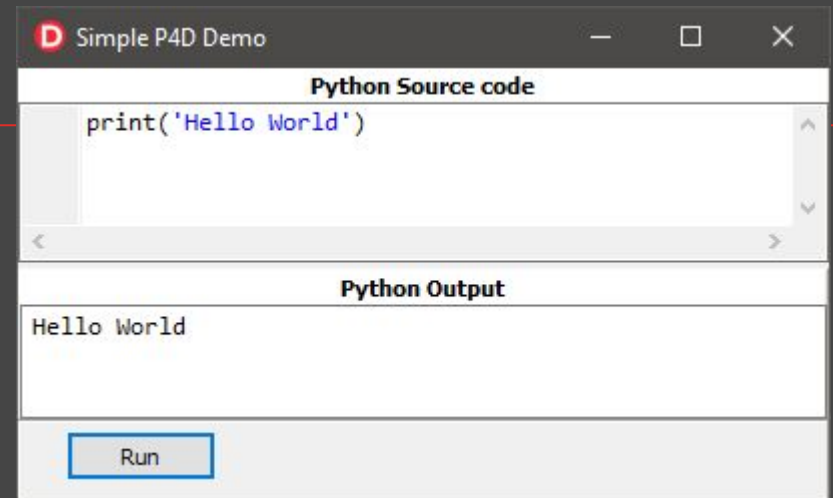 D Simple P4D Demo
Python Source code
print('Hello World')
Python Output
Hello World
Run